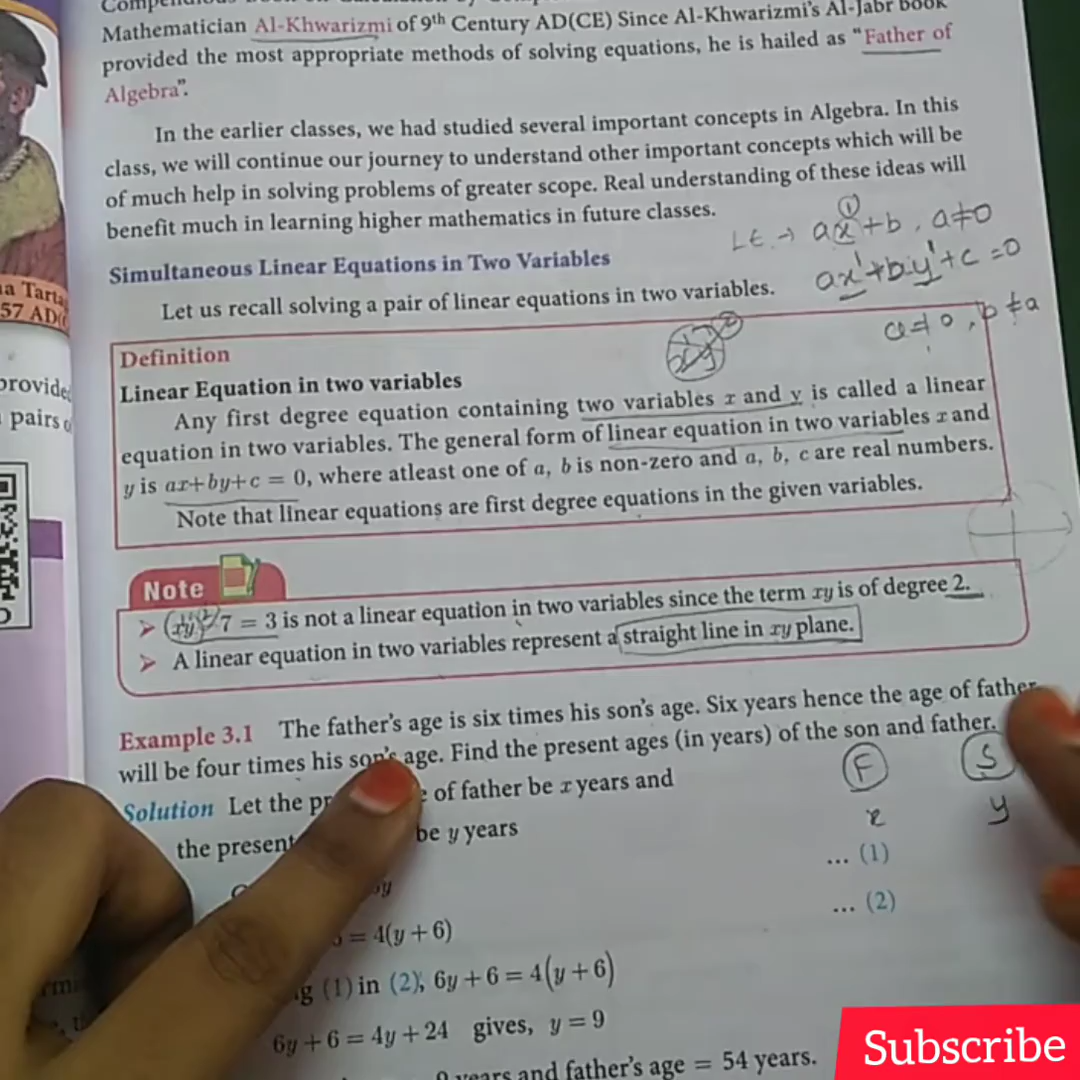 Mathematician Al-Khwarizmi of 9th Century AD(CE) Since Al-Khwarizmi's Al-Jabr Book
provided the most appropriate methods of solving equations, he is hailed as "Father of
Algebra".
In the earlier classes, we had studied several important concepts in Algebra. In this
class, we will continue our journey to understand other important concepts which will be
of much help in solving problems of greater scope. Real understanding of these ideas will
benefit much in learning higher mathematics in future classes.
LE → ax+b, a≠0
①
Simultaneous Linear Equations in Two Variables
ax¹+by¹+c=0
Let us recall solving a pair of linear equations in two variables.
57 AD
Definition
Linear Equation in two variables
Any first degree equation containing two variables x and y is called a linear
equation in two variables. The general form of linear equation in two variables x and
y is ax+by+c = 0, where atleast one of a, b is non-zero and a, b, c are real numbers.
Note that linear equations are first degree equations in the given variables.
pairs
Note
➤ xy - 7 = 3 is not a linear equation in two variables since the term xy is of degree 2.
➤ A linear equation in two variables represent a straight line in xy plane.
Example 3.1 The father's age is six times his son's age. Six years hence the age of father
will be four times his son's age. Find the present ages (in years) of the son and father.
F S
Solution Let the of father be x years and
x y
the present be y years
... (1)
= 4(y + 6) ... (2)
(1) in (2), 6y + 6 = 4(y + 6)
6y + 6 = 4y + 24 gives, y = 9
years and father's age = 54 years.
Subscribe